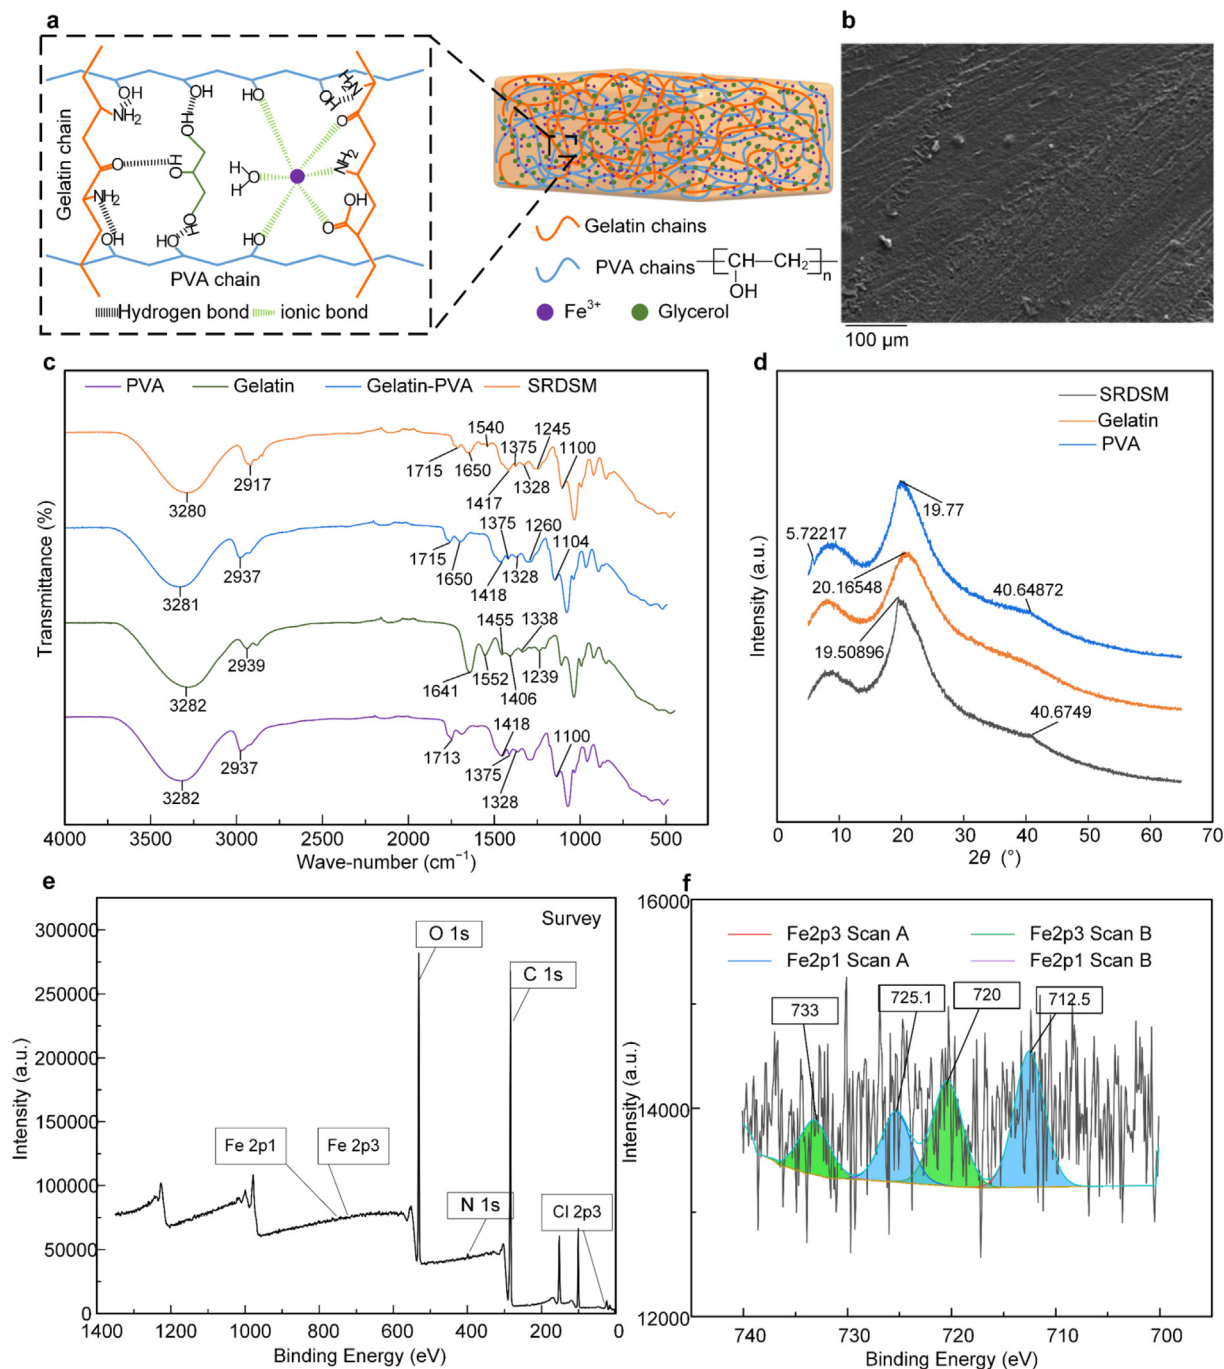 a
OH
NH2
OH
OH
HO
HO
H
N
H
O
O
H
H
O
H
O
NH2
OH
O
NH2
OH
OH
HO
HO
Gelatin chain
PVA chain
Hydrogen bond
ionic bond
Gelatin chains
PVA chains
CH
CH2
n
OH
Fe3+
Glycerol
b
100 μm
c
PVA
Gelatin
Gelatin-PVA
SRDSM
3280
2917
1715
1650
1540
1417
1375
1328
1245
1100
3281
2937
1715
1650
1418
1375
1328
1260
1104
3282
2939
1641
1552
1455
1406
1338
1239
3282
2937
1713
1418
1375
1328
1100
4000
3500
3000
2500
2000
1500
1000
500
Wave-number (cm−1)
Transmittance (%)
d
SRDSM
Gelatin
PVA
5.72217
19.77
20.16548
40.64872
19.50896
40.6749
0
10
20
30
40
50
60
70
2θ (°)
Intensity (a.u.)
e
Survey
O 1s
C 1s
Fe 2p1
Fe 2p3
N 1s
Cl 2p3
300000
250000
200000
150000
100000
50000
0
1400
1200
1000
800
600
400
200
0
Binding Energy (eV)
Intensity (a.u.)
f
Fe2p3 Scan A
Fe2p3 Scan B
Fe2p1 Scan A
Fe2p1 Scan B
733
725.1
720
712.5
16000
14000
12000
740
730
720
710
700
Binding Energy (eV)
Intensity (a.u.)